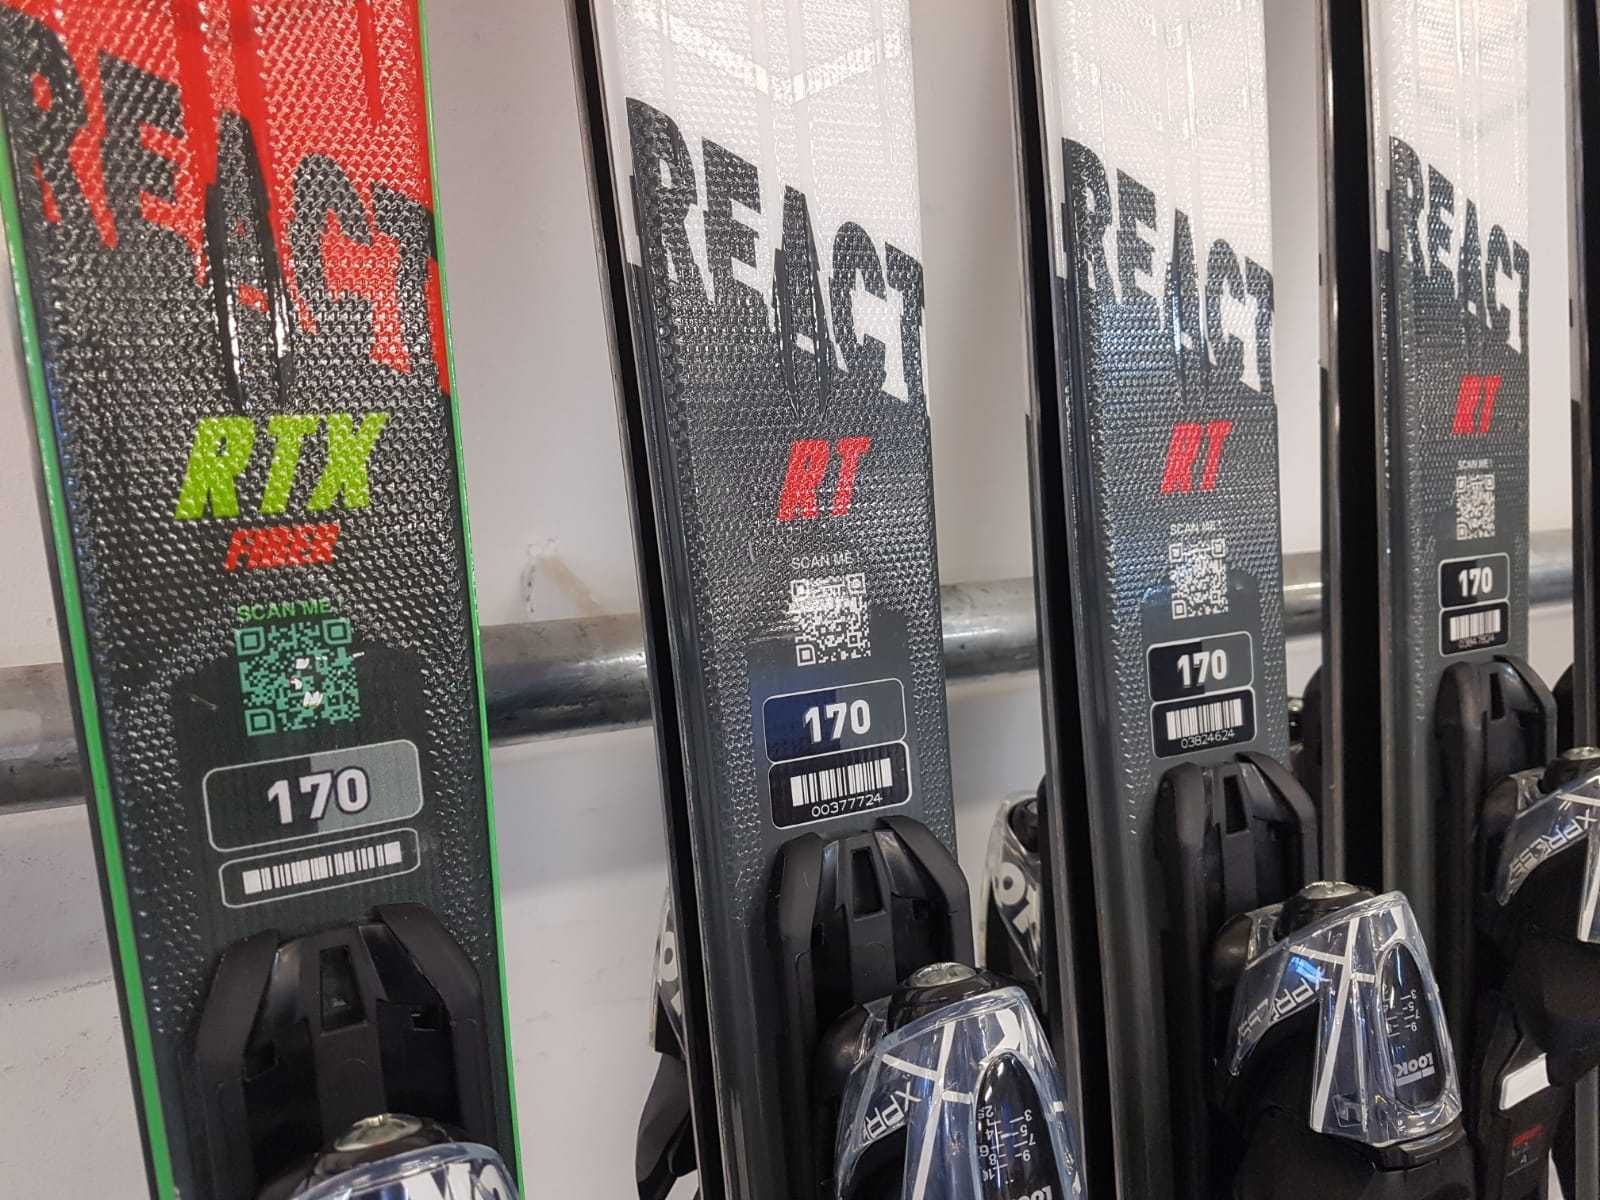 REACT
RTX
FIBER
SCAN ME !
170
REACT
RT
SCAN ME
170
00377724
XPRESS
LOOK
REACT
RT
SCAN ME !
170
03824624
XPRESS
LOOK
REACT
RT
SCAN ME !
170
XPRESS